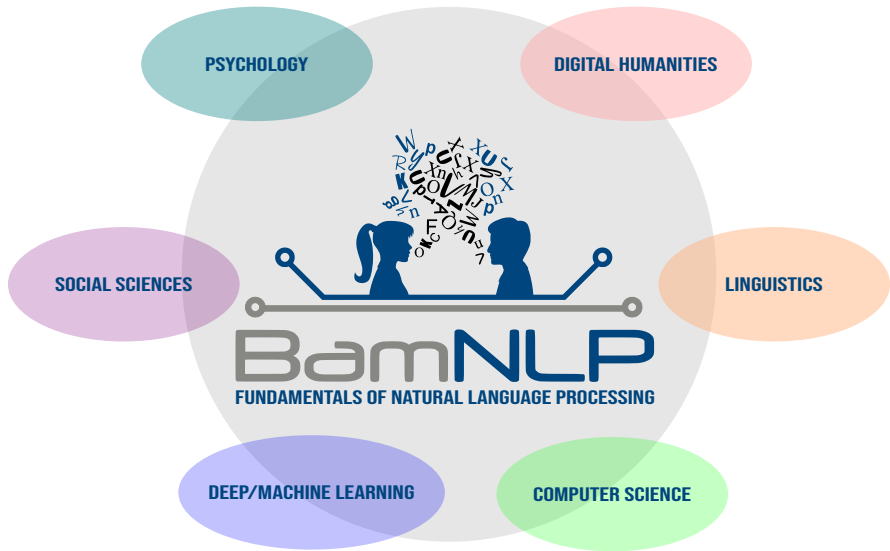 PSYCHOLOGY
DIGITAL HUMANITIES
SOCIAL SCIENCES
LINGUISTICS
BamNLP
FUNDAMENTALS OF NATURAL LANGUAGE PROCESSING
DEEP/MACHINE LEARNING
COMPUTER SCIENCE